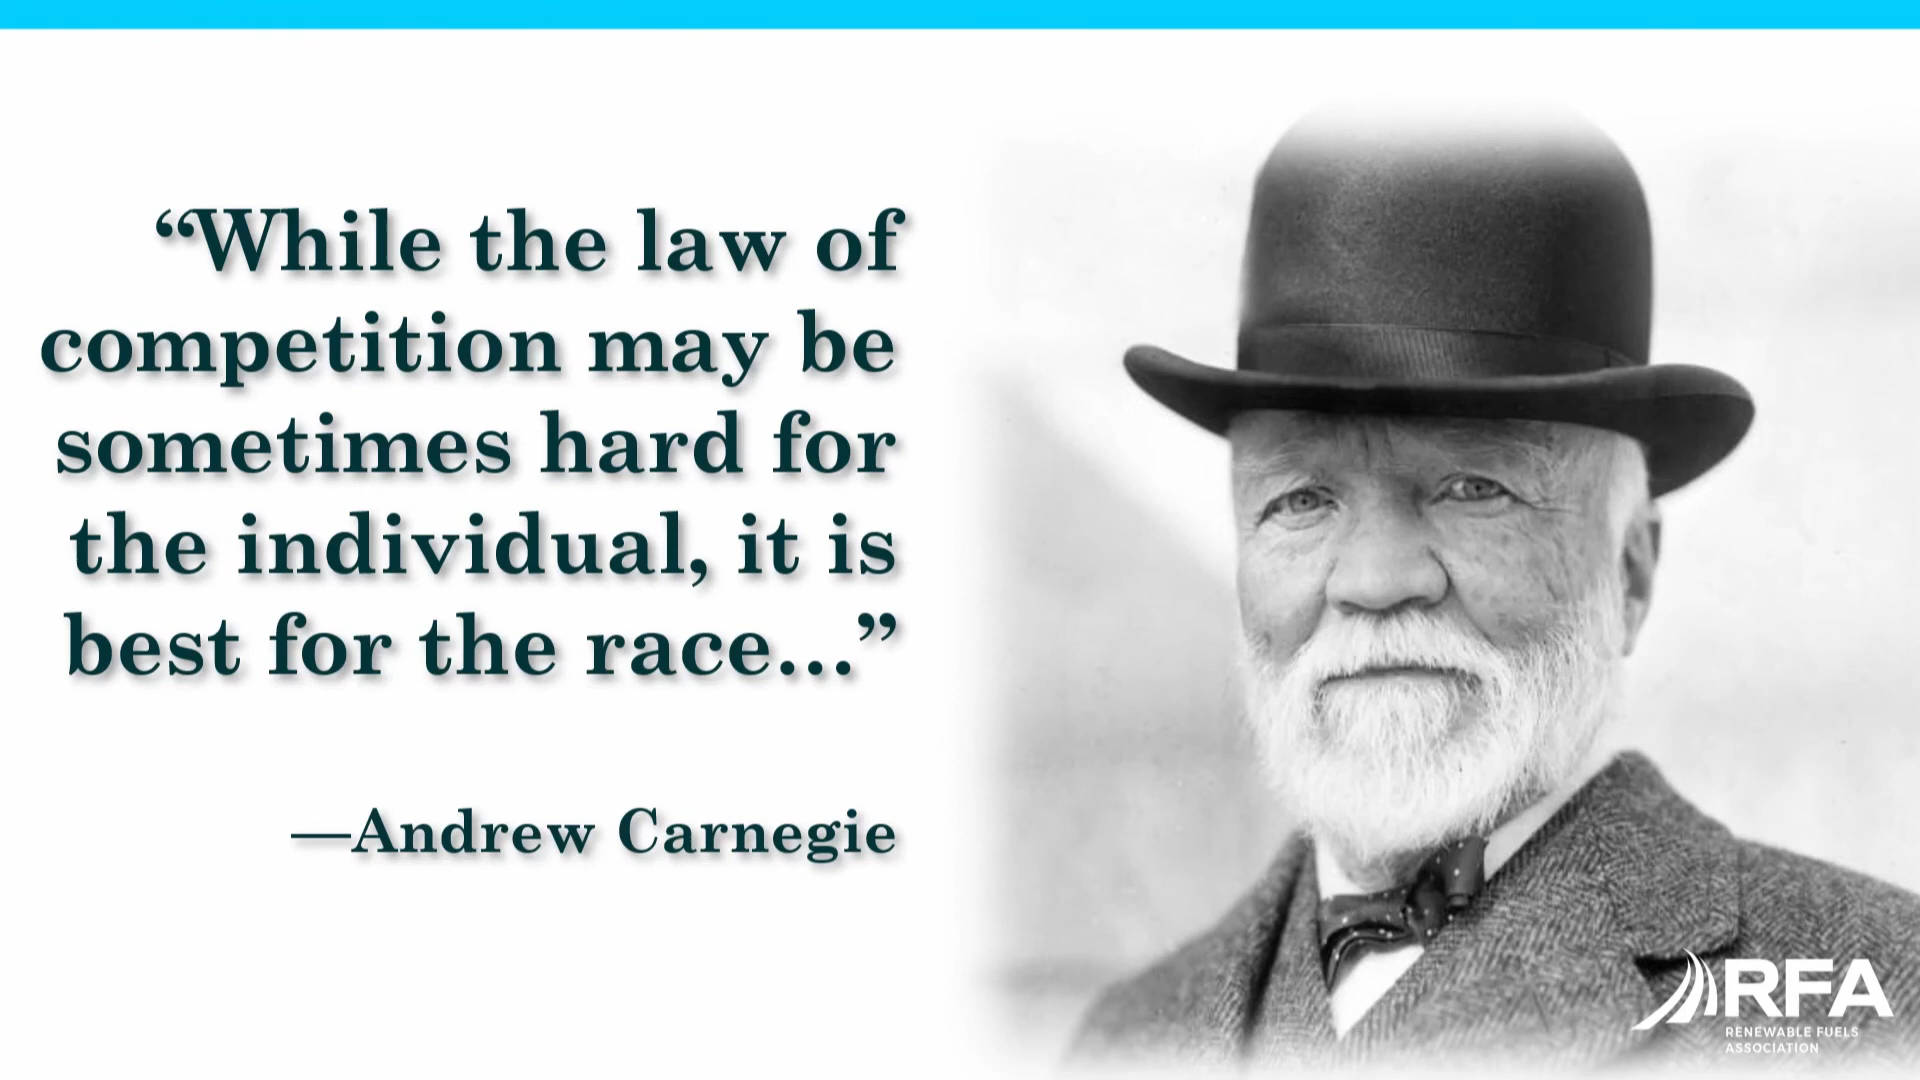 “While the law of
competition may be
sometimes hard for
the individual, it is
best for the race…”
—Andrew Carnegie
RFA
RENEWABLE FUELS
ASSOCIATION